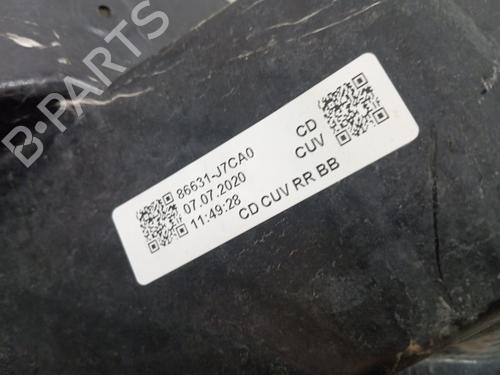 B-PARTS
86631-J7CA0
07.07.2020
11:49:28
CD
CUV
CD CUV RR BB